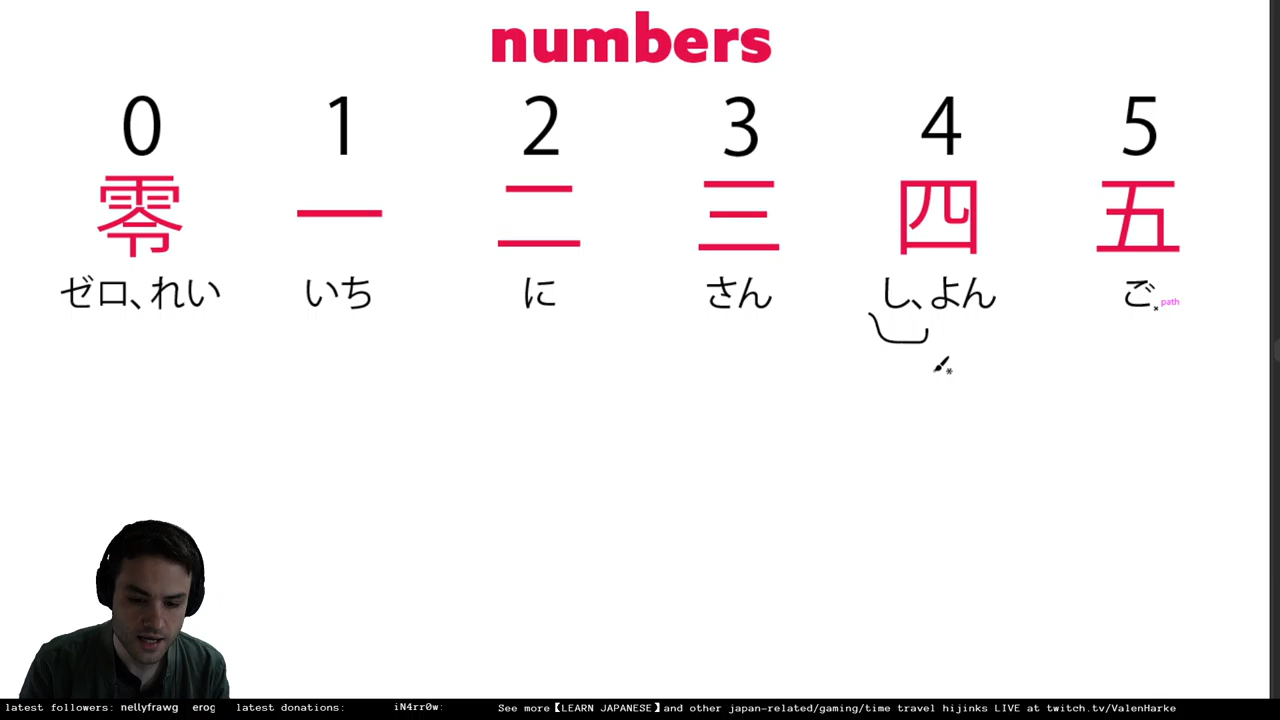 numbers
0 1 2 3 4 5
零 一 二 三 四 五
ゼロ、れい いち に さん し、よん ご
path
latest followers: nellyfrawg erog latest donations: iN4rr0w: See more【LEARN JAPANESE】and other japan-related/gaming/time travel hijinks LIVE at twitch.tv/ValenHarke